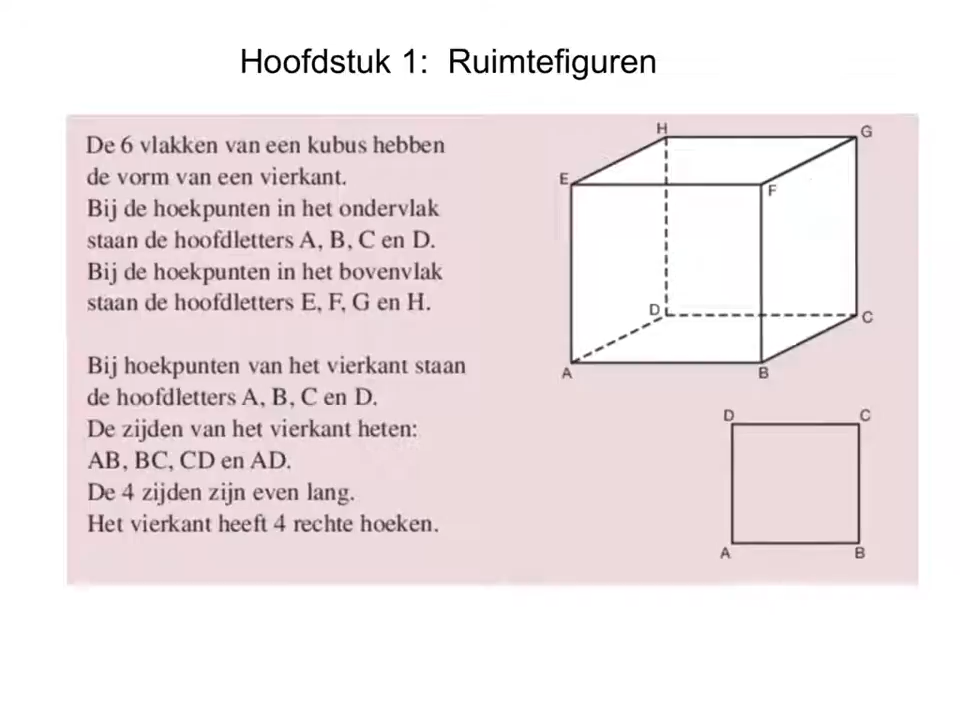 Hoofdstuk 1: Ruimtefiguren
De 6 vlakken van een kubus hebben
de vorm van een vierkant.
Bij de hoekpunten in het ondervlak
staan de hoofdletters A, B, C en D.
Bij de hoekpunten in het bovenvlak
staan de hoofdletters E, F, G en H.
Bij hoekpunten van het vierkant staan
de hoofdletters A, B, C en D.
De zijden van het vierkant heten:
AB, BC, CD en AD.
De 4 zijden zijn even lang.
Het vierkant heeft 4 rechte hoeken.
H G
E F
D C
A B
D C
A B